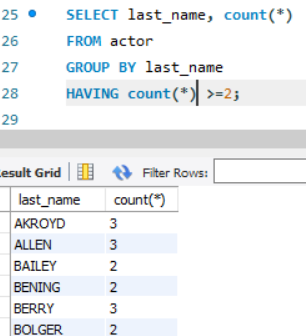 25 SELECT last_name, count(*)
26 FROM actor
27 GROUP BY last_name
28 HAVING count(*) >=2;
29
Result Grid Filter Rows:
last_name count(*)
AKROYD 3
ALLEN 3
BAILEY 2
BENING 2
BERRY 3
BOLGER 2